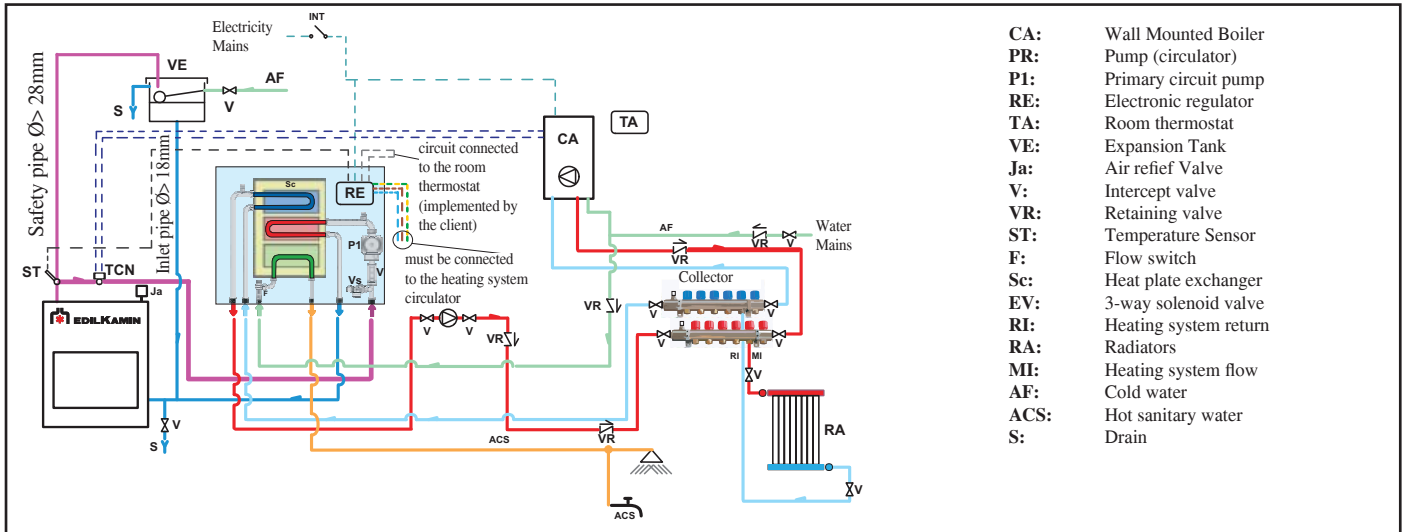 Electricity
Mains
INT
VE
AF
S
V
Safety pipe Ø> 28mm
Inlet pipe Ø> 18mm
CA
TA
circuit connected
to the room
thermostat
(implemented by
the client)
must be connected
to the heating system
circulator
Sc
RE
P1
V
Vs
F
ST
TCN
Ja
EDILKAMIN
V
S
AF
VR
V
Water
Mains
VR
Collector
V
V
VR
V
V
RI
MI
V
V
V
VR
VR
ACS
ACS
RA
V
CA: Wall Mounted Boiler
PR: Pump (circulator)
P1: Primary circuit pump
RE: Electronic regulator
TA: Room thermostat
VE: Expansion Tank
Ja: Air refief Valve
V: Intercept valve
VR: Retaining valve
ST: Temperature Sensor
F: Flow switch
Sc: Heat plate exchanger
EV: 3-way solenoid valve
RI: Heating system return
RA: Radiators
MI: Heating system flow
AF: Cold water
ACS: Hot sanitary water
S: Drain